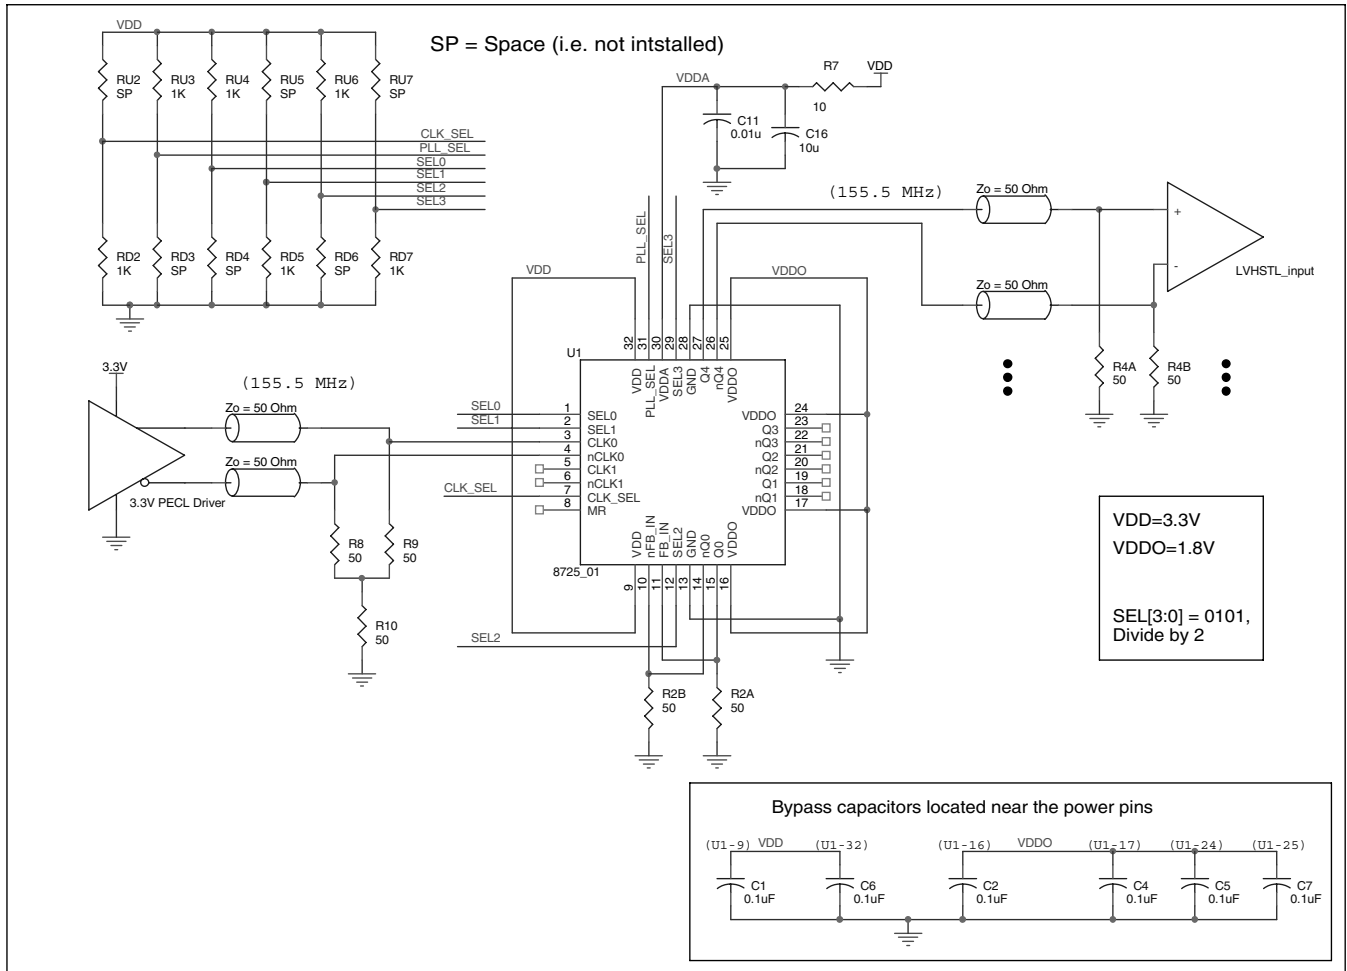 VDD
SP = Space (i.e. not intstalled)
RU2
SP
RU3
1K
RU4
1K
RU5
SP
RU6
1K
RU7
SP
CLK_SEL
PLL_SEL
SEL0
SEL1
SEL2
SEL3
RD2
1K
RD3
SP
RD4
SP
RD5
1K
RD6
SP
RD7
1K
VDDA
R7
10
VDD
C11
0.01u
C16
10u
(155.5 MHz)
Zo = 50 Ohm
Zo = 50 Ohm
+
-
LVHSTL_input
R4A
50
R4B
50
VDD
PLL_SEL
SEL3
VDDO
U1
32
31
30
29
28
27
26
25
VDD
PLL_SEL
VDDA
SEL3
GND
Q4
nQ4
VDDO
3.3V
(155.5 MHz)
Zo = 50 Ohm
Zo = 50 Ohm
3.3V PECL Driver
R8
50
R9
50
R10
50
SEL0
SEL1
CLK_SEL
1 SEL0
2 SEL1
3 CLK0
4 nCLK0
5 CLK1
6 nCLK1
7 CLK_SEL
8 MR
VDDO 24
Q3 23
nQ3 22
Q2 21
nQ2 20
Q1 19
nQ1 18
VDDO 17
VDD
nFB_IN
FB_IN
SEL2
GND
nQ0
Q0
VDDO
8725_01
9
10
11
12
13
14
15
16
SEL2
R2B
50
R2A
50
VDD=3.3V
VDDO=1.8V
SEL[3:0] = 0101,
Divide by 2
Bypass capacitors located near the power pins
(U1-9) VDD (U1-32) (U1-16) VDDO (U1-17) (U1-24) (U1-25)
C1
0.1uF
C6
0.1uF
C2
0.1uF
C4
0.1uF
C5
0.1uF
C7
0.1uF